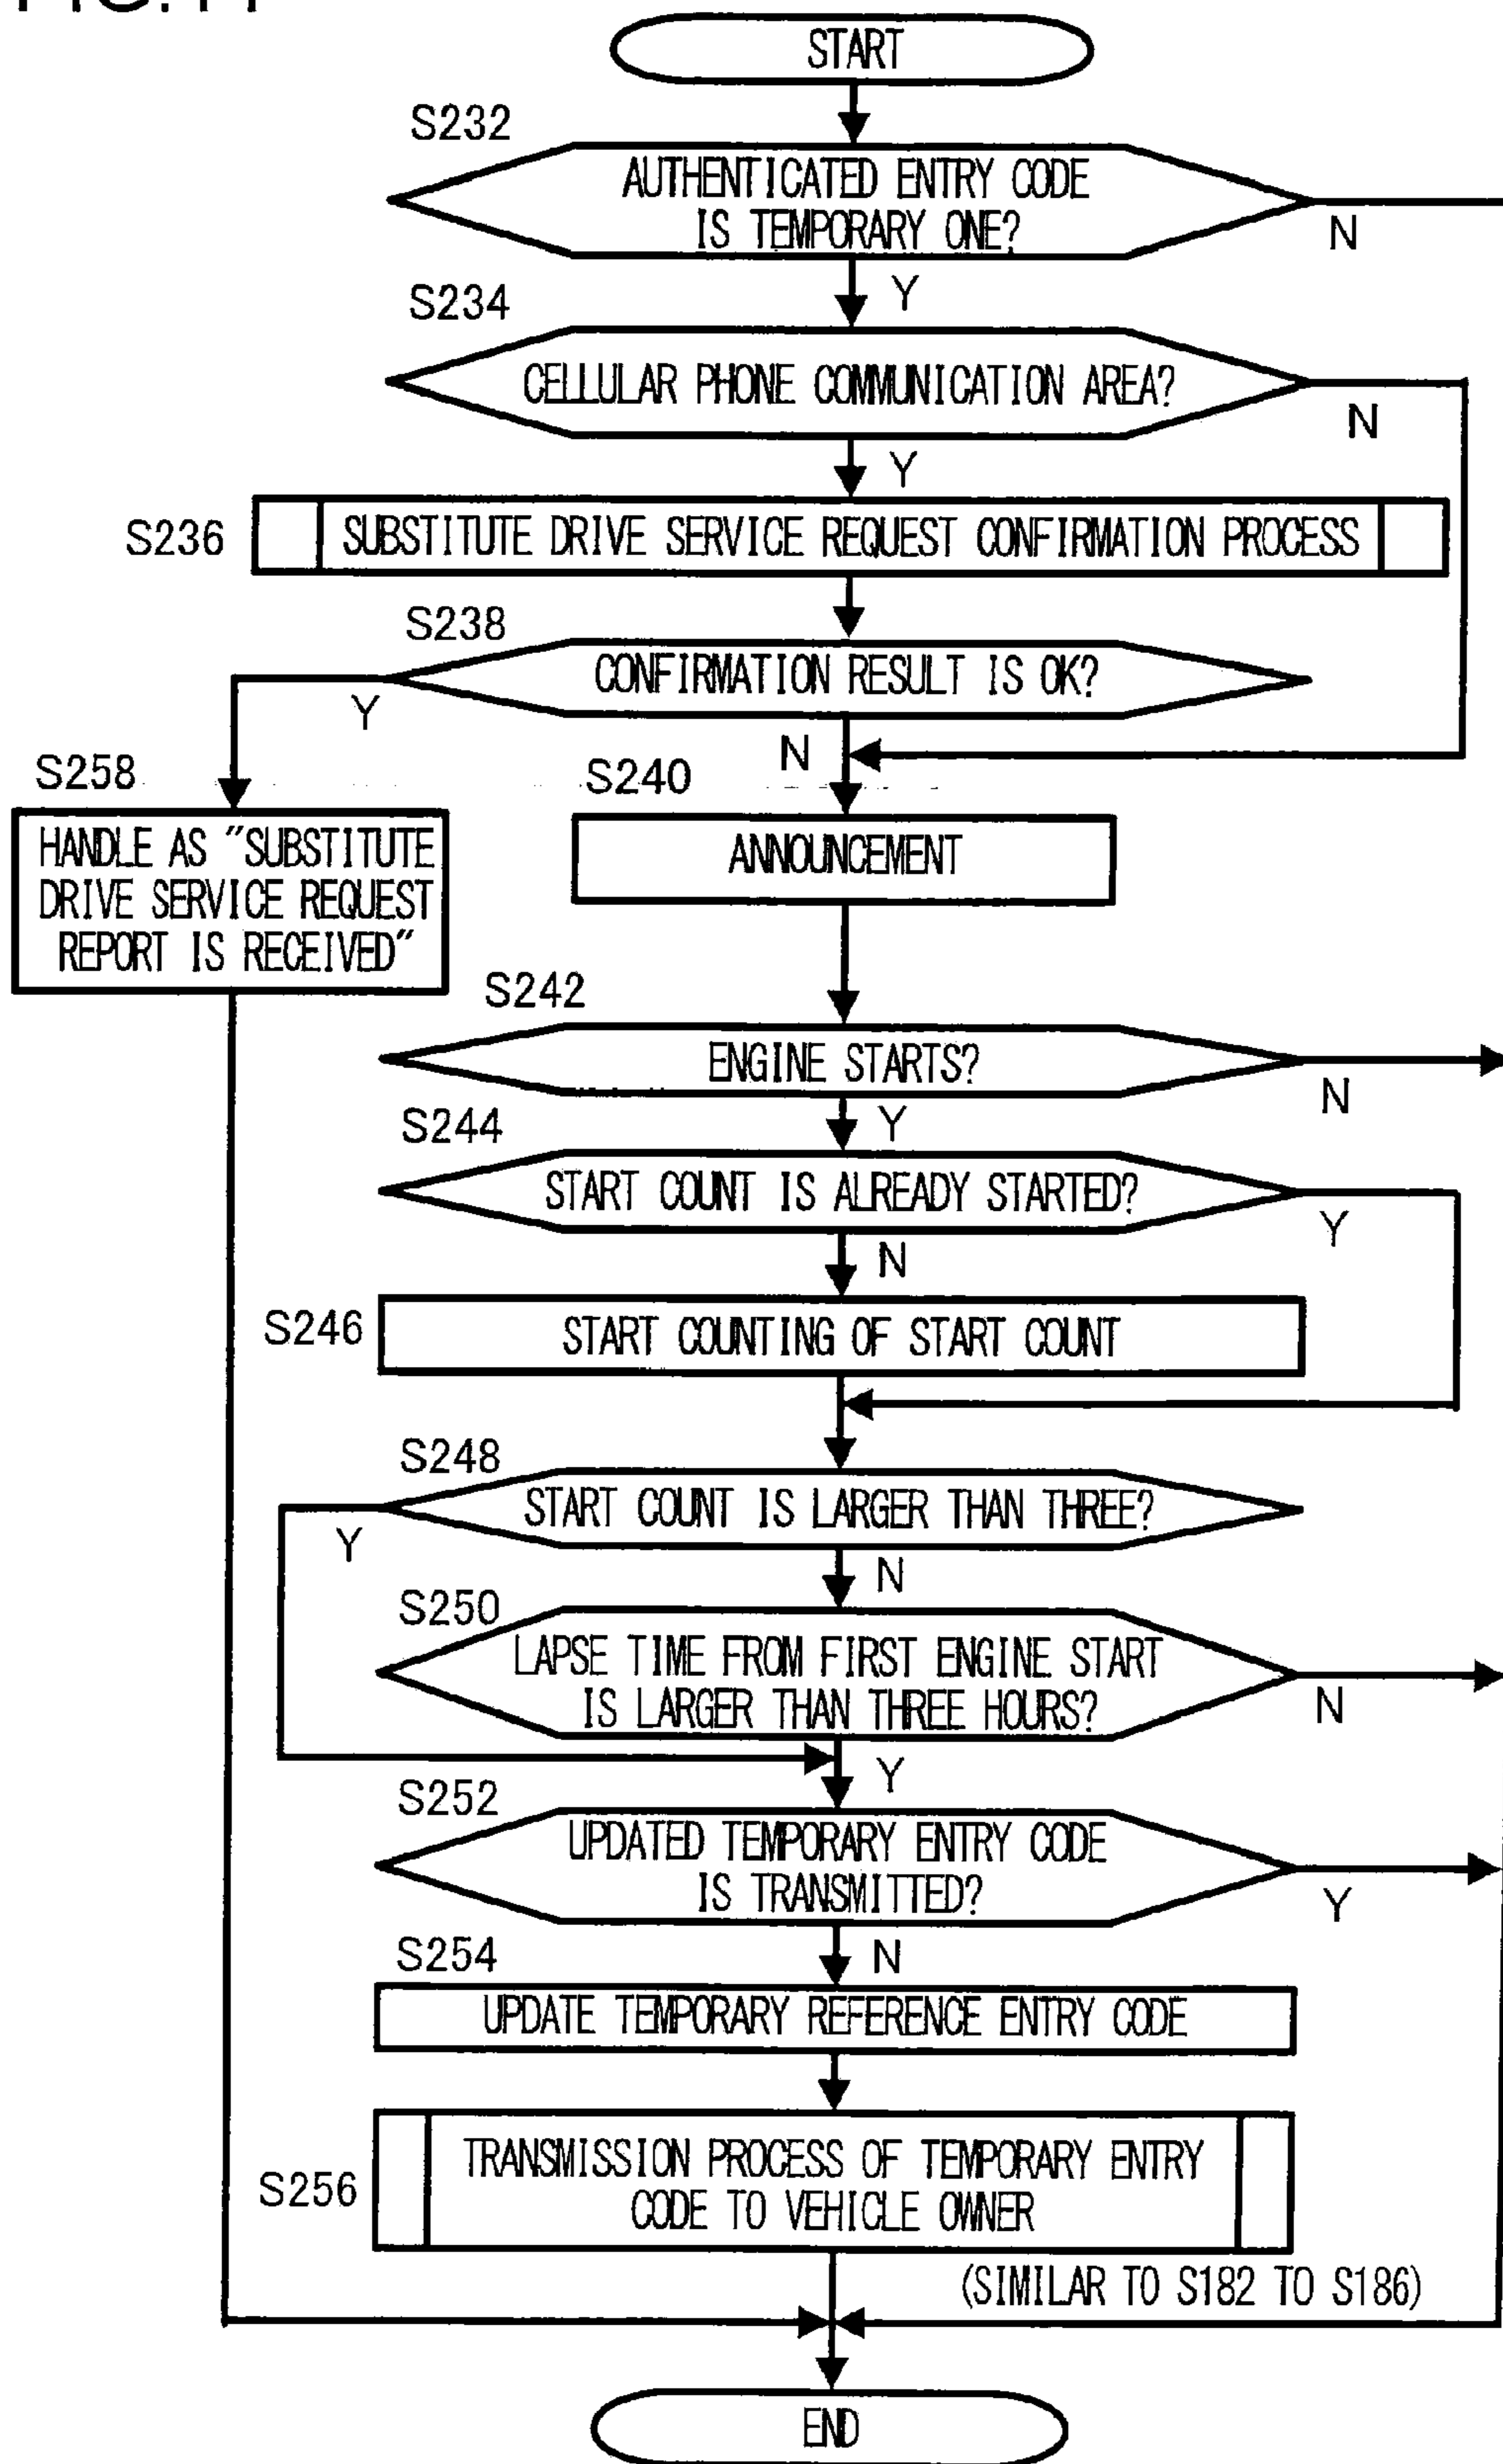 START
S232
AUTHENTICATED ENTRY CODE
IS TEMPORARY ONE?
N
Y
S234
CELLULAR PHONE COMMUNICATION AREA?
N
Y
S236
SUBSTITUTE DRIVE SERVICE REQUEST CONFIRMATION PROCESS
S238
CONFIRMATION RESULT IS OK?
Y
N
S258
HANDLE AS "SUBSTITUTE
DRIVE SERVICE REQUEST
REPORT IS RECEIVED"
S240
ANNOUNCEMENT
S242
ENGINE STARTS?
N
Y
S244
START COUNT IS ALREADY STARTED?
Y
N
S246
START COUNTING OF START COUNT
S248
START COUNT IS LARGER THAN THREE?
Y
N
S250
LAPSE TIME FROM FIRST ENGINE START
IS LARGER THAN THREE HOURS?
N
Y
S252
UPDATED TEMPORARY ENTRY CODE
IS TRANSMITTED?
Y
N
S254
UPDATE TEMPORARY REFERENCE ENTRY CODE
S256
TRANSMISSION PROCESS OF TEMPORARY ENTRY
CODE TO VEHICLE OWNER
(SIMILAR TO S182 TO S186)
END